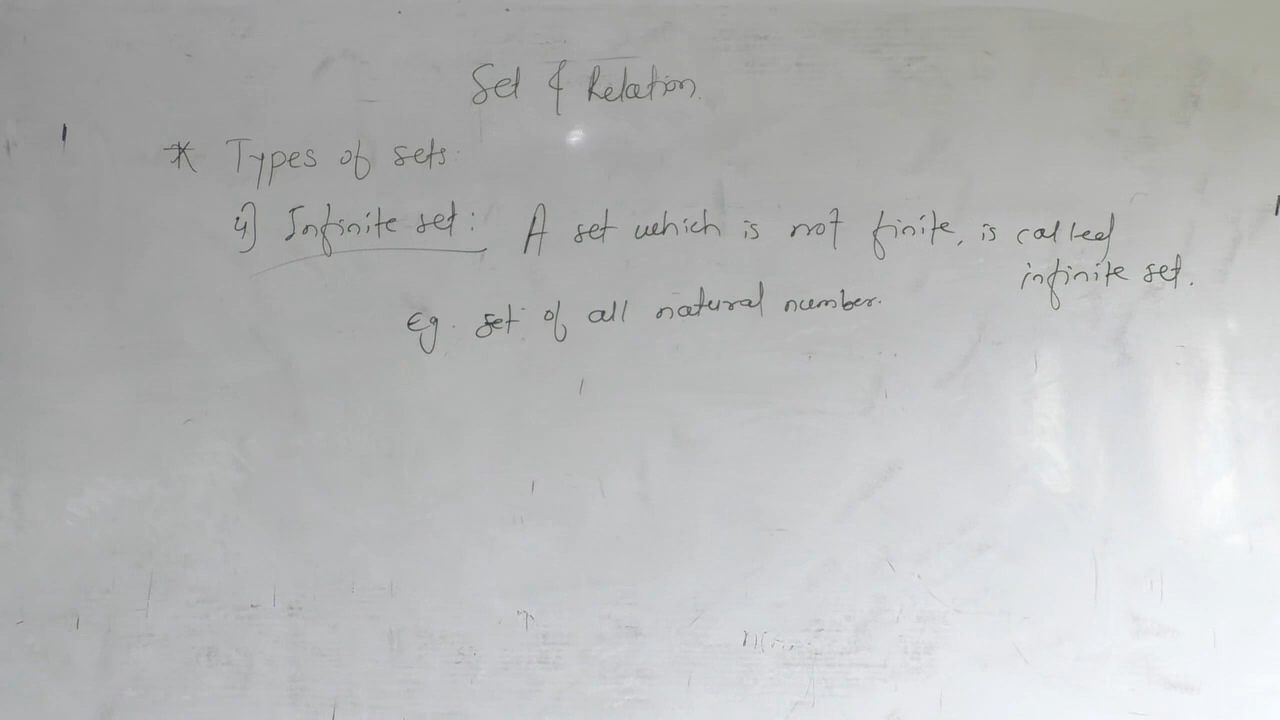 Set & Relation.
* Types of sets.
4) Infinite set: A set which is not finite, is called
infinite set.
Eg. set of all natural number.